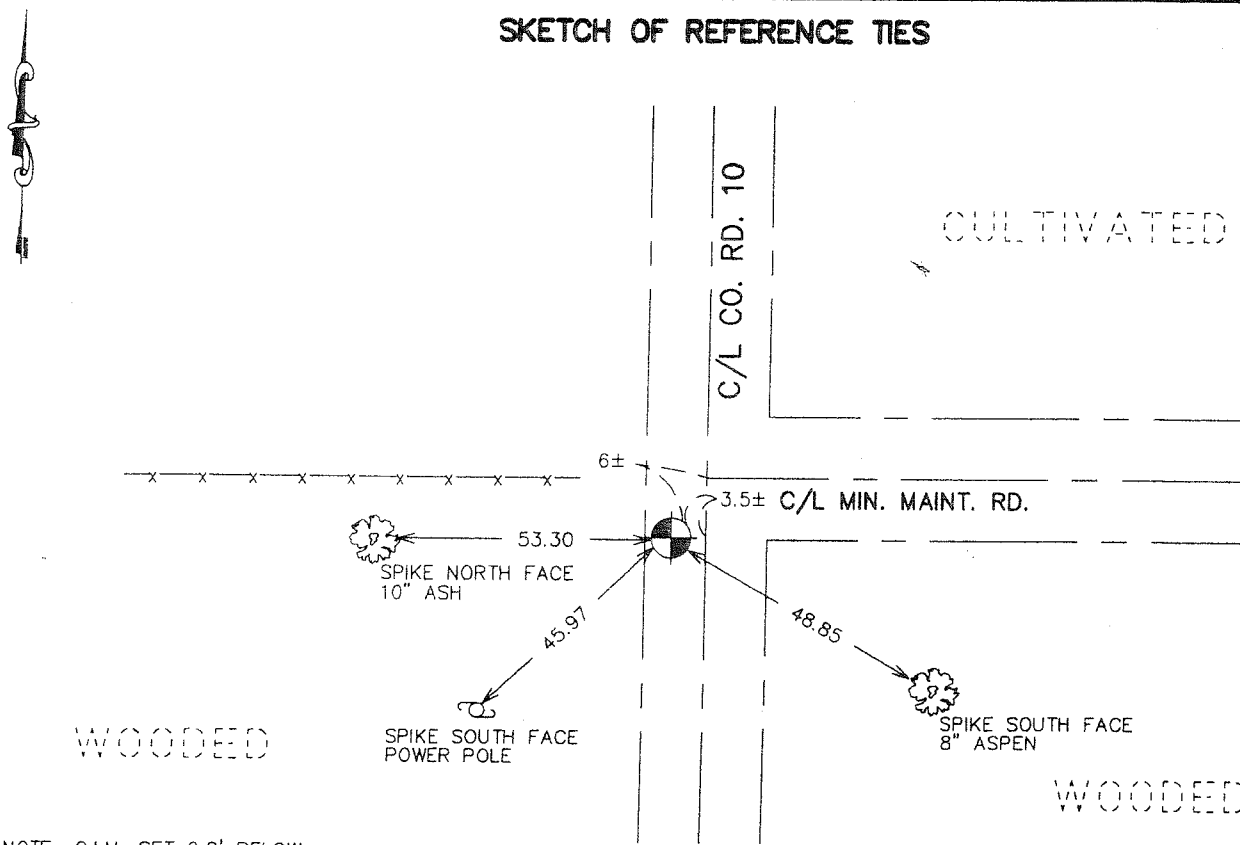 SKETCH OF REFERENCE TIES
C/L CO. RD. 10
CULTIVATED
6±
3.5± C/L MIN. MAINT. RD.
53.30
SPIKE NORTH FACE
10" ASH
45.97
48.85
SPIKE SOUTH FACE
POWER POLE
SPIKE SOUTH FACE
8" ASPEN
WOODED
WOODED